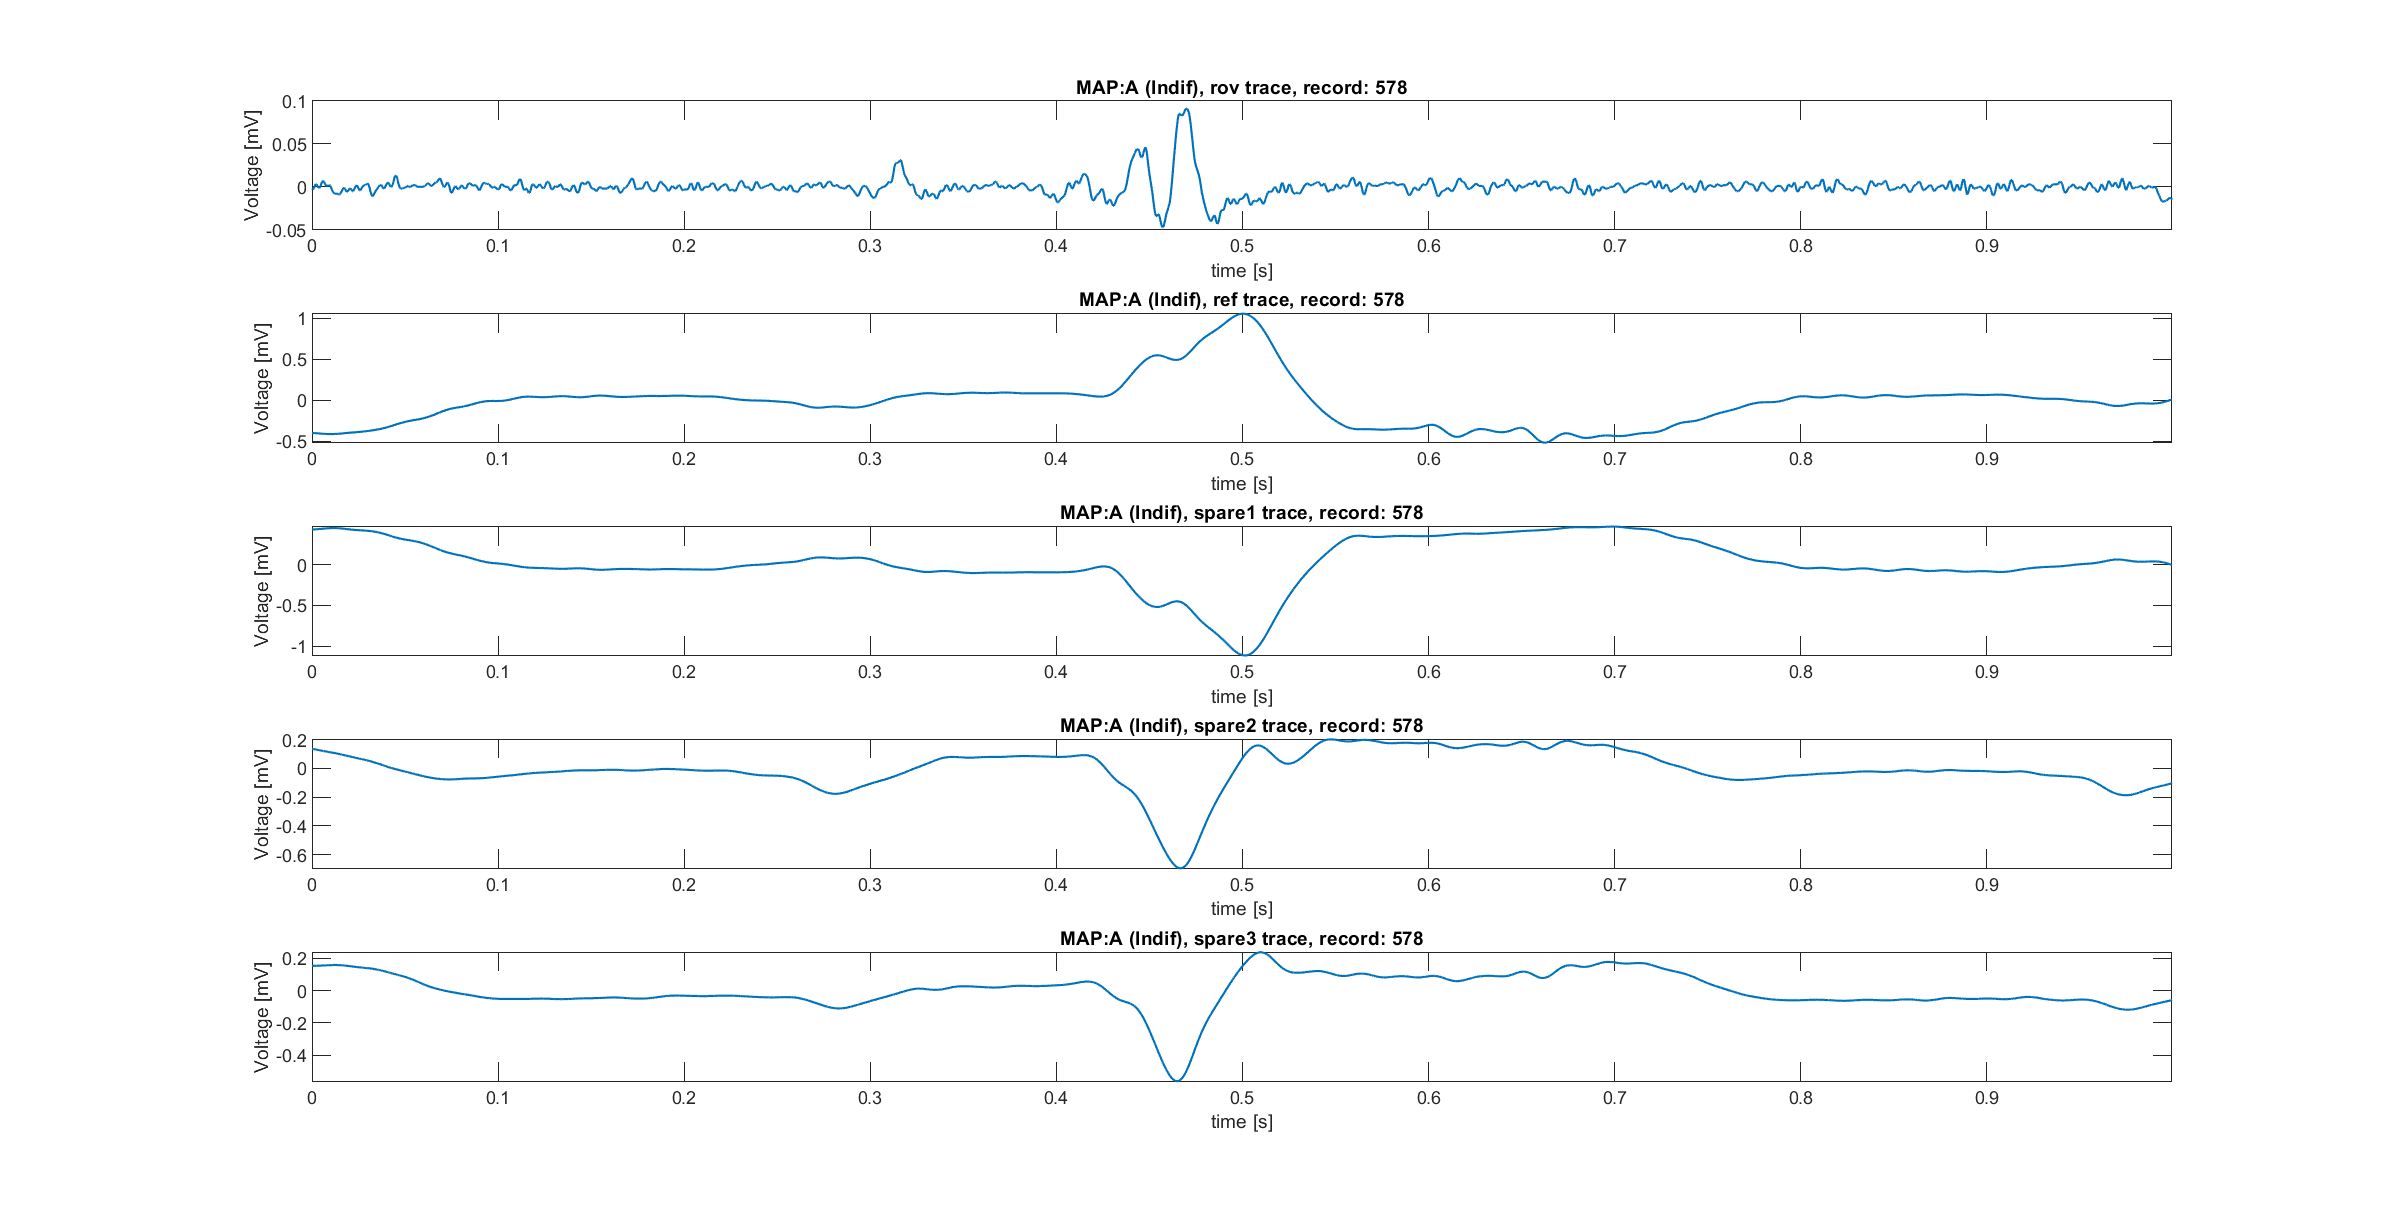 MAP:A (Indif), rov trace, record: 578
Voltage [mV]
0.1
0.05
0
-0.05
0 0.1 0.2 0.3 0.4 0.5 0.6 0.7 0.8 0.9
time [s]
MAP:A (Indif), ref trace, record: 578
Voltage [mV]
1
0.5
0
-0.5
0 0.1 0.2 0.3 0.4 0.5 0.6 0.7 0.8 0.9
time [s]
MAP:A (Indif), spare1 trace, record: 578
Voltage [mV]
0
-0.5
-1
0 0.1 0.2 0.3 0.4 0.5 0.6 0.7 0.8 0.9
time [s]
MAP:A (Indif), spare2 trace, record: 578
Voltage [mV]
0.2
0
-0.2
-0.4
-0.6
0 0.1 0.2 0.3 0.4 0.5 0.6 0.7 0.8 0.9
time [s]
MAP:A (Indif), spare3 trace, record: 578
Voltage [mV]
0.2
0
-0.2
-0.4
0 0.1 0.2 0.3 0.4 0.5 0.6 0.7 0.8 0.9
time [s]